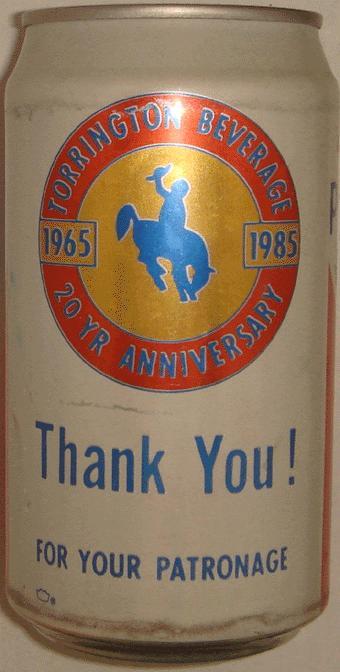 TORRINGTON BEVERAGE
1965 1985
20 YR ANNIVERSARY
Thank You!
FOR YOUR PATRONAGE
P